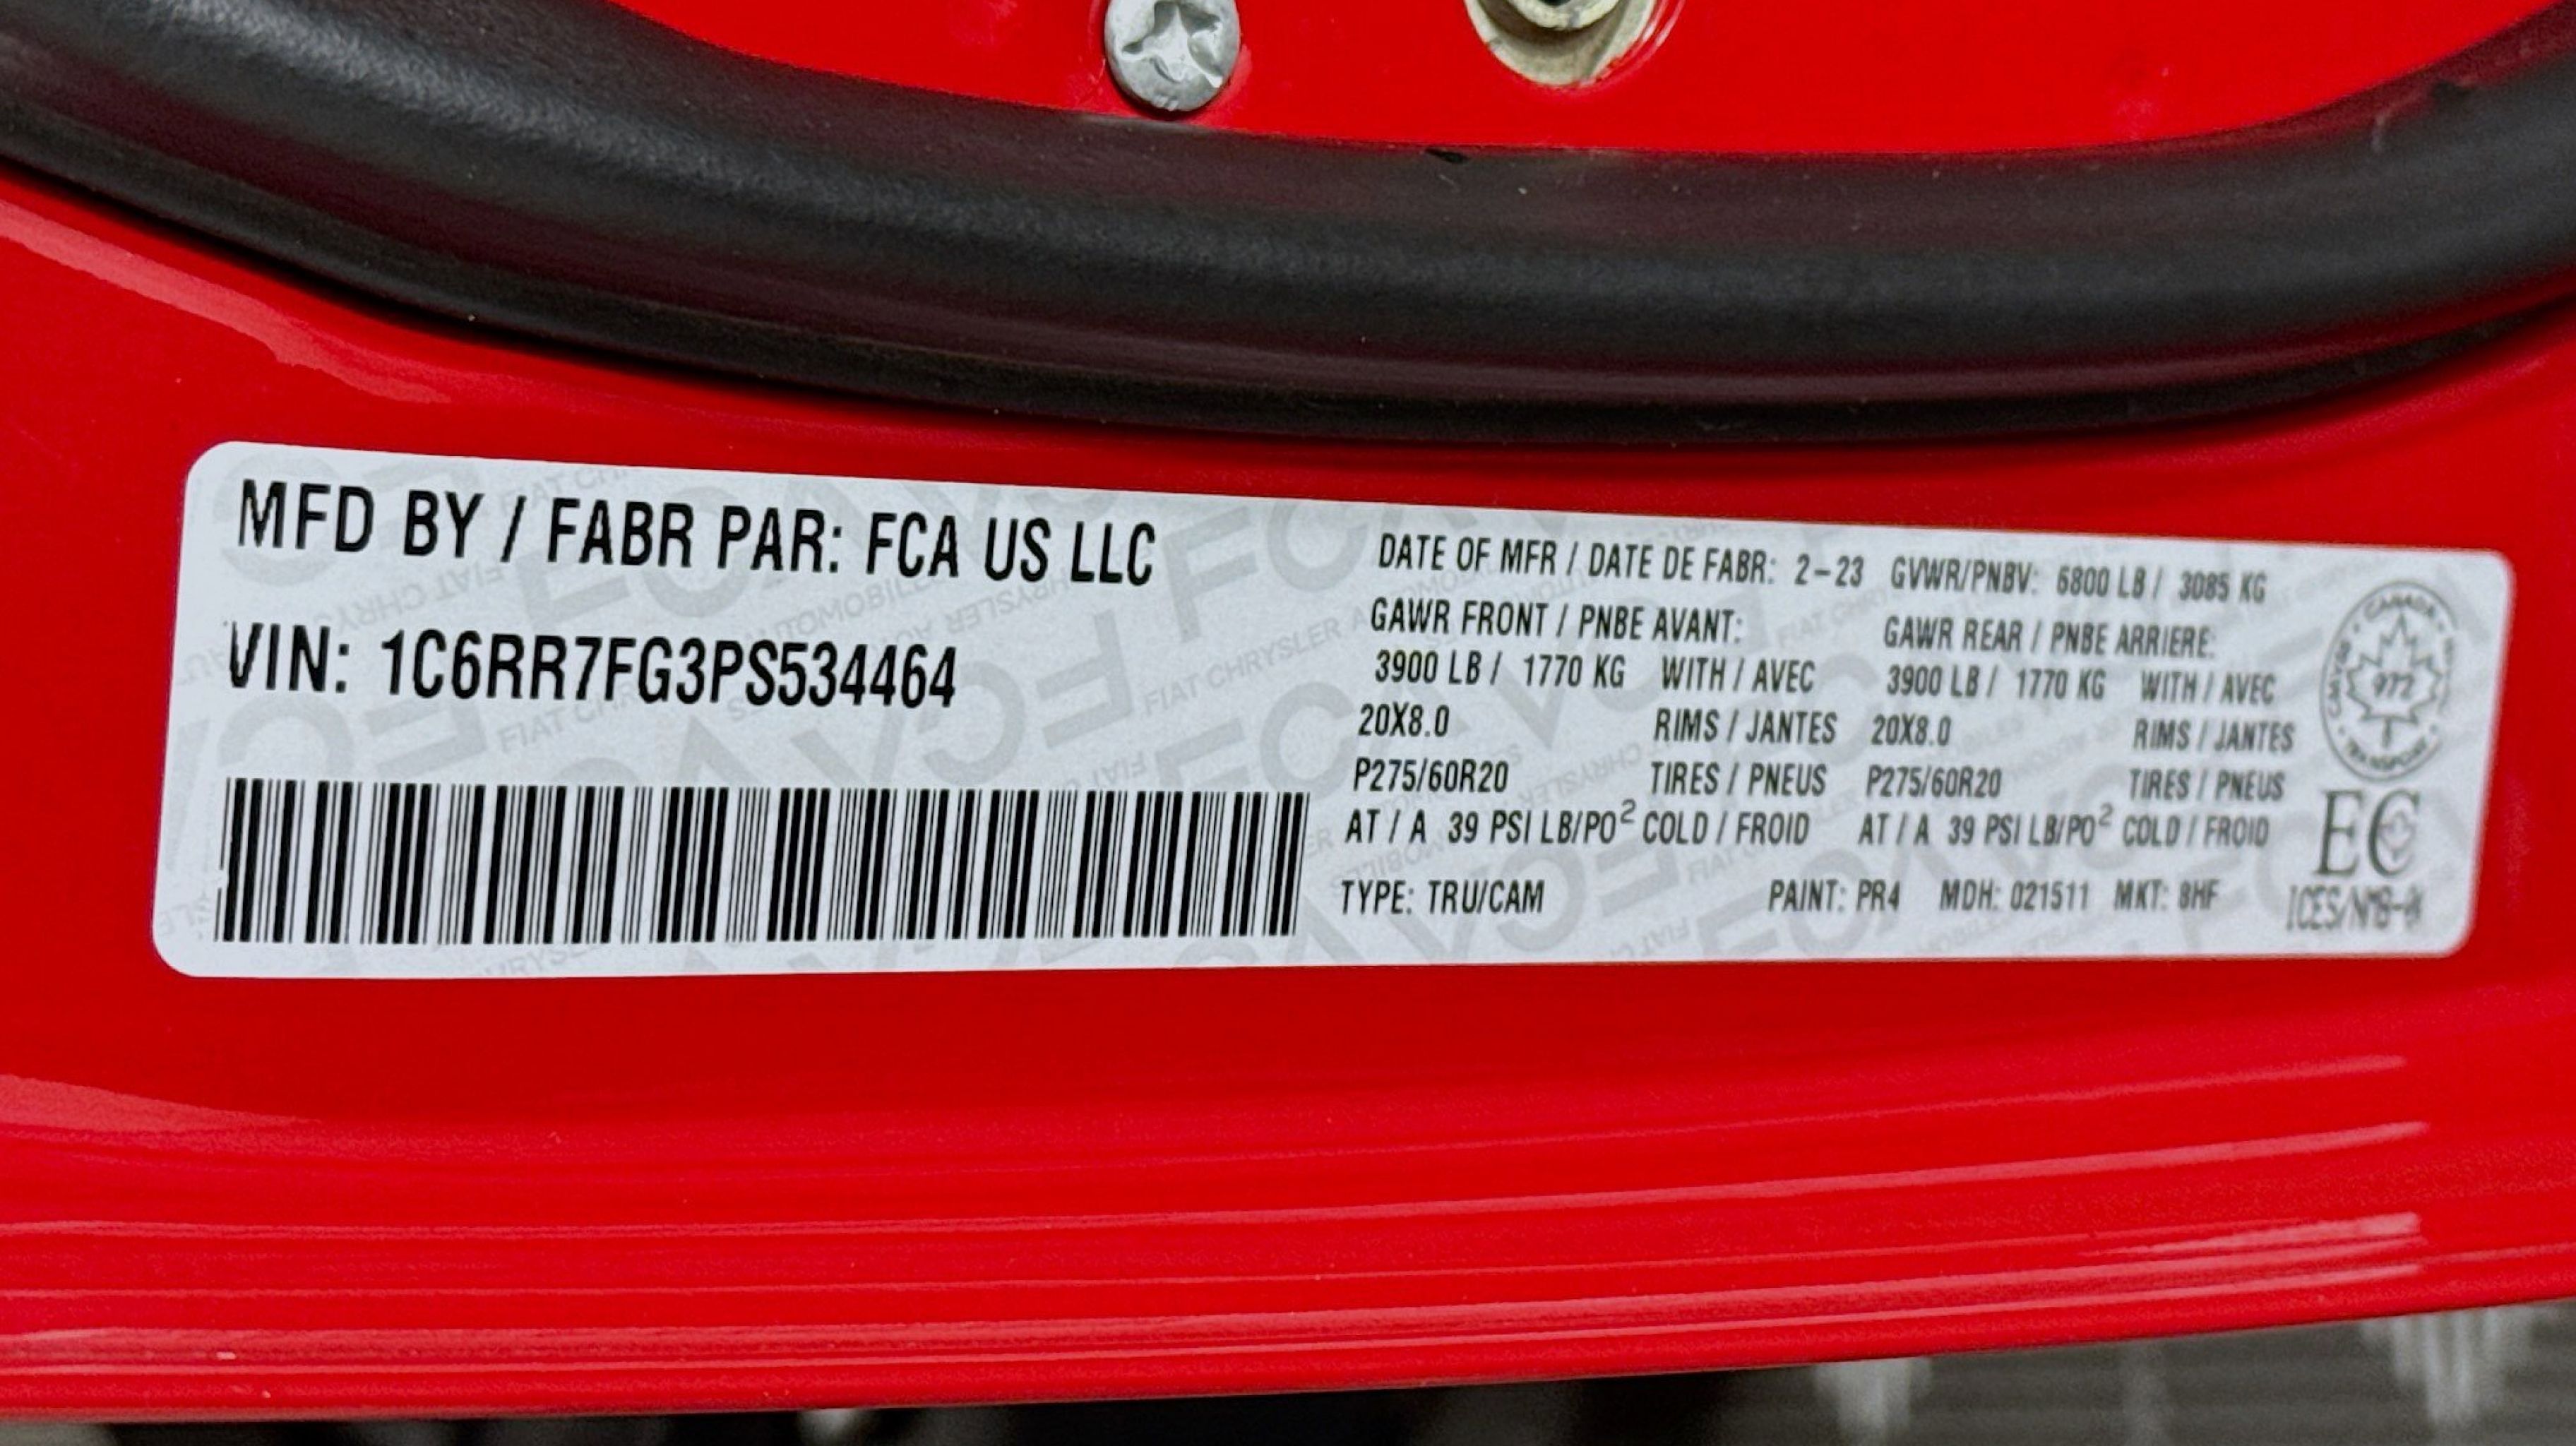 MFD BY / FABR PAR: FCA US LLC
VIN: 1C6RR7FG3PS534464
DATE OF MFR / DATE DE FABR: 2-23 GVWR/PNBV: 6800 LB / 3085 KG
GAWR FRONT / PNBE AVANT:
3900 LB / 1770 KG WITH / AVEC
20X8.0 RIMS / JANTES
P275/60R20 TIRES / PNEUS
AT / A 39 PSI LB/PO² COLD / FROID
GAWR REAR / PNBE ARRIERE:
3900 LB / 1770 KG WITH / AVEC
20X8.0 RIMS / JANTES
P275/60R20 TIRES / PNEUS
AT / A 39 PSI LB/PO² COLD / FROID
TYPE: TRU/CAM PAINT: PR4 MDH: 021511 MKT: 8HF
CANADA
972
TRANSPORT
EC